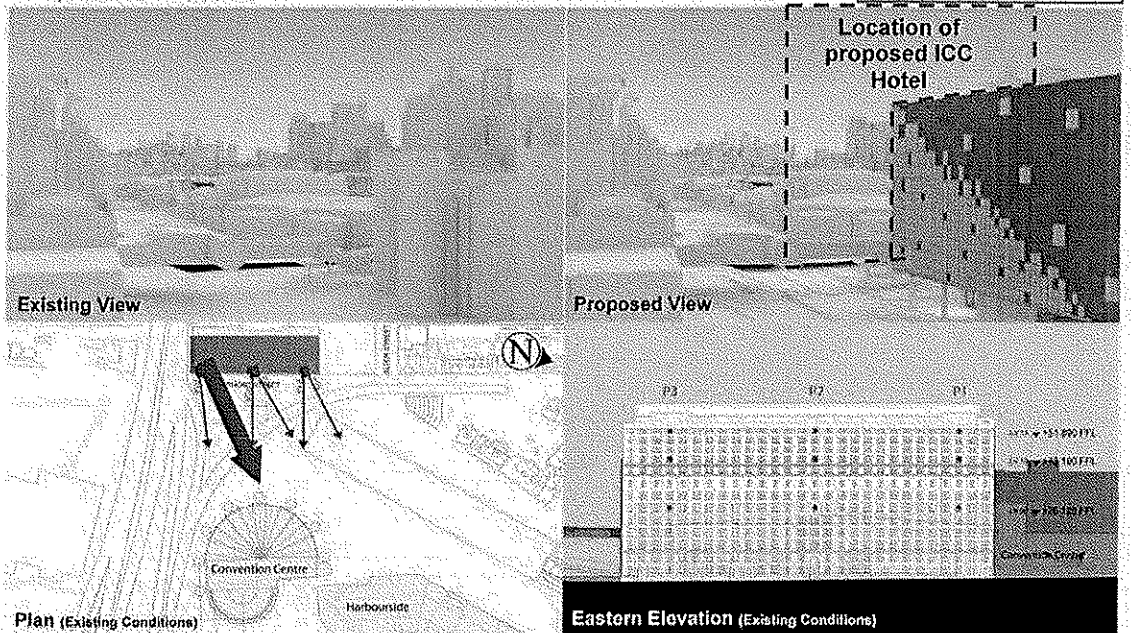 Location of
proposed ICC
Hotel
Existing View
Proposed View
N
P3 P2 P1
Convention Centre
Convention Centre
Harbourside
Plan (Existing Conditions)
Eastern Elevation (Existing Conditions)